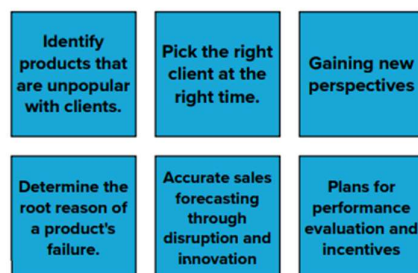 Identify
products that
are unpopular
with clients.
Pick the right
client at the
right time.
Gaining new
perspectives
Determine the
root reason of
a product's
failure.
Accurate sales
forecasting
through
disruption and
innovation
Plans for
performance
evaluation and
incentives